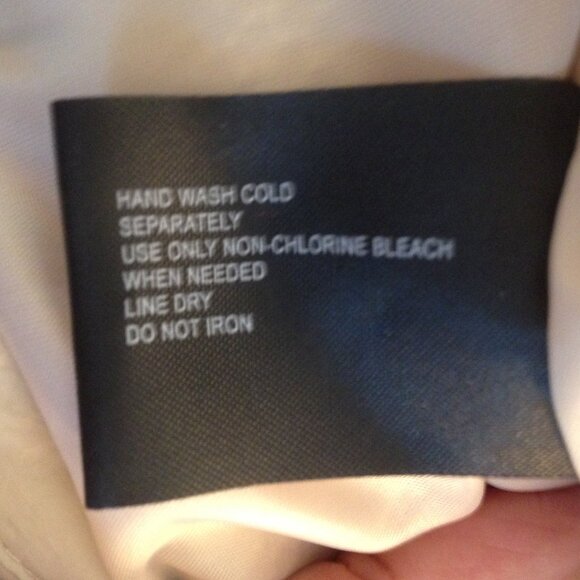 HAND WASH COLD
SEPARATELY
USE ONLY NON-CHLORINE BLEACH
WHEN NEEDED
LINE DRY
DO NOT IRON